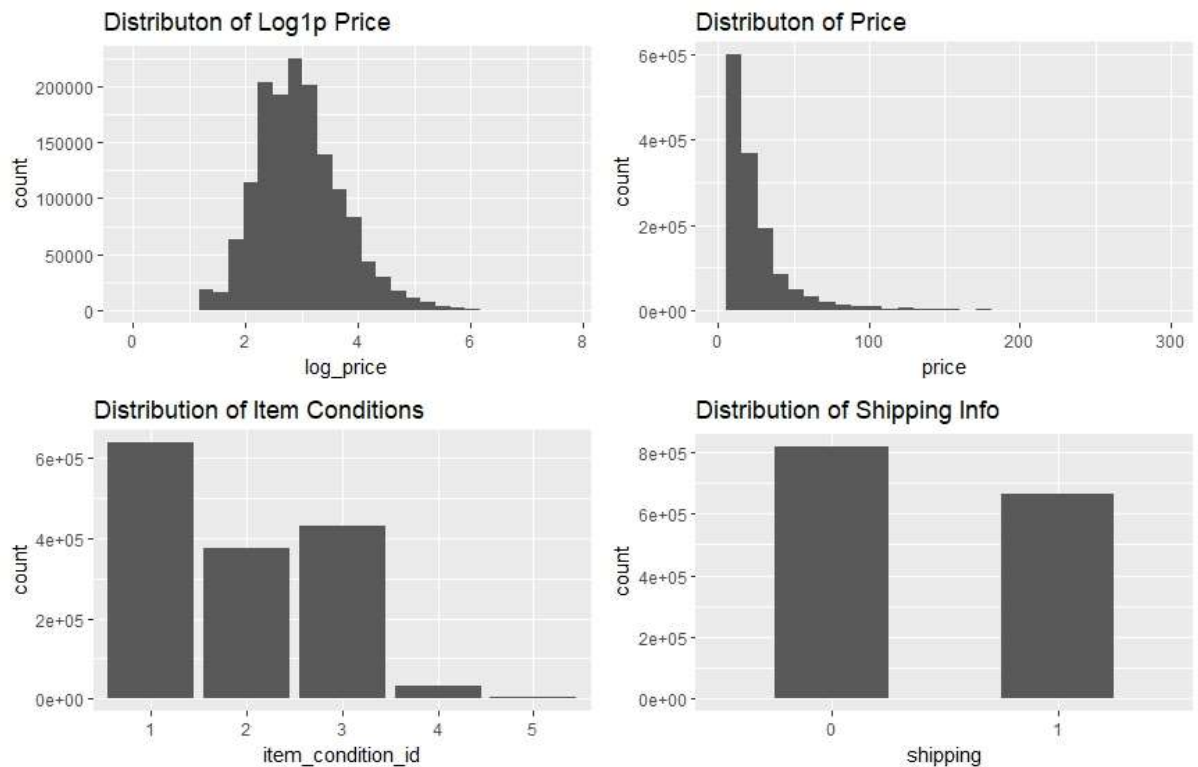 Distributon of Log1p Price
200000
150000
100000
50000
0
count
0 2 4 6 8
log_price
Distributon of Price
6e+05
4e+05
2e+05
0e+00
count
0 100 200 300
price
Distribution of Item Conditions
6e+05
4e+05
2e+05
0e+00
count
1 2 3 4 5
item_condition_id
Distribution of Shipping Info
8e+05
6e+05
4e+05
2e+05
0e+00
count
0 1
shipping